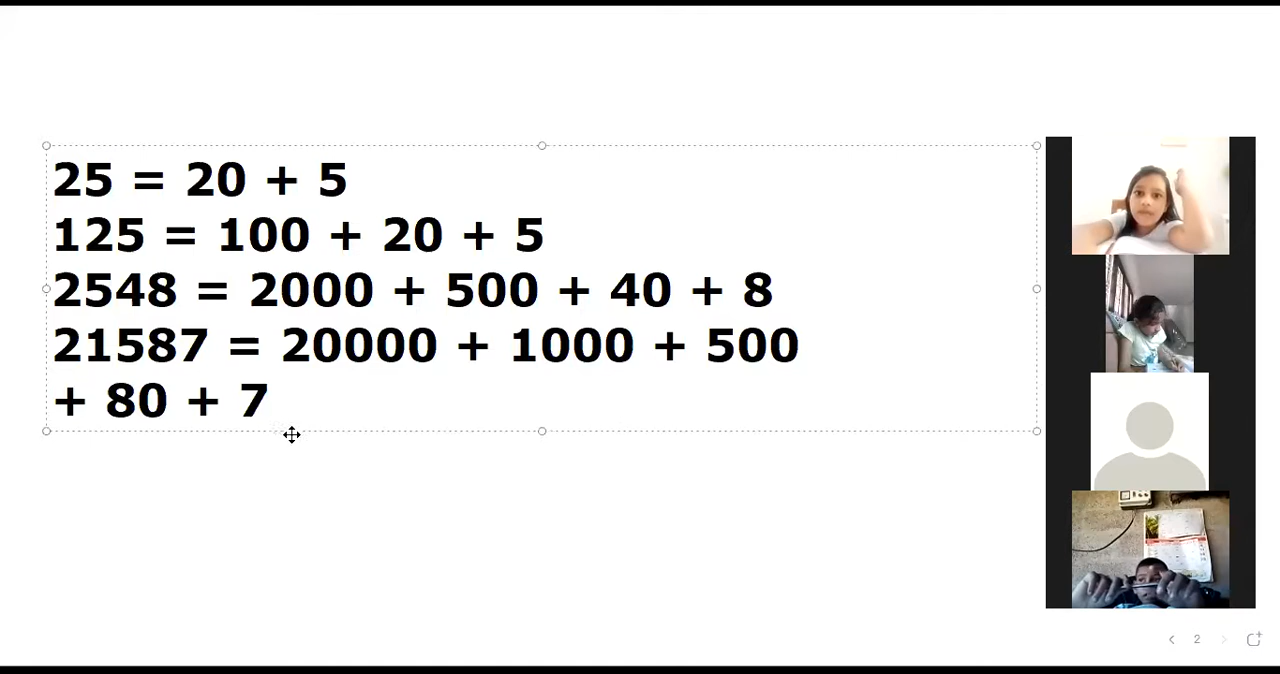 25 = 20 + 5
125 = 100 + 20 + 5
2548 = 2000 + 500 + 40 + 8
21587 = 20000 + 1000 + 500
+ 80 + 7
2